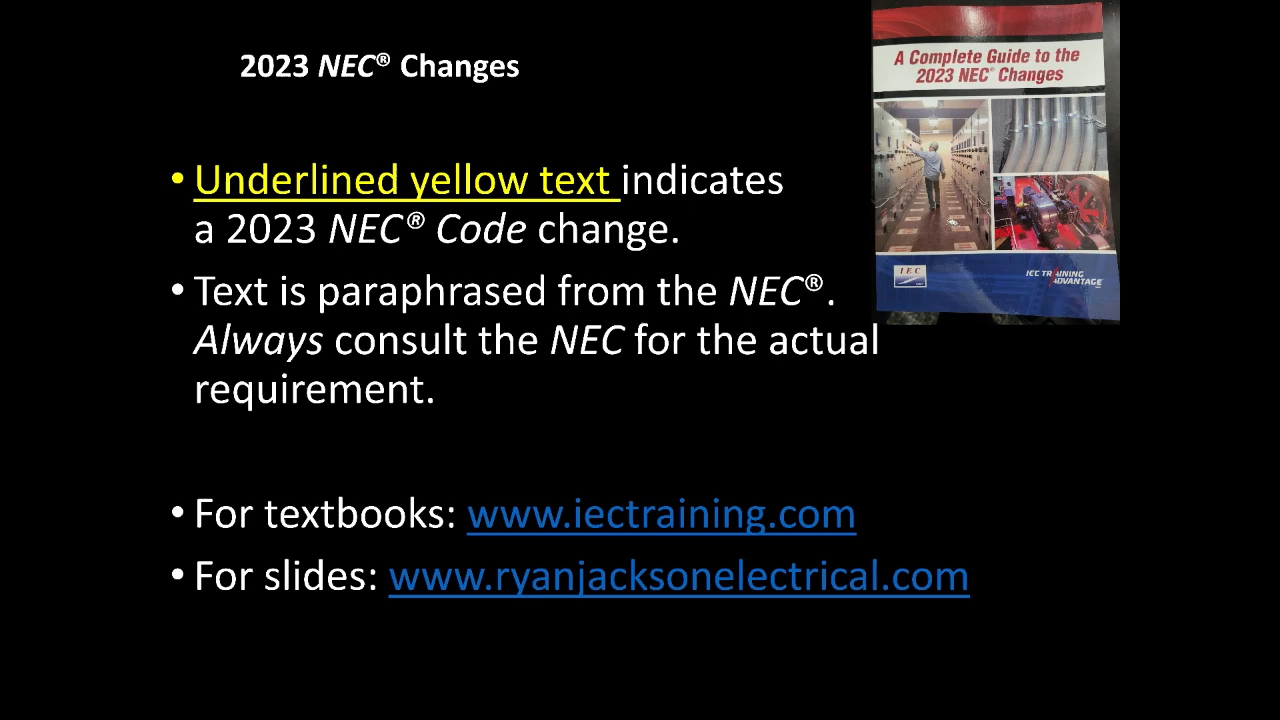 2023 NEC® Changes
A Complete Guide to the
2023 NEC® Changes
• Underlined yellow text indicates
a 2023 NEC® Code change.
• Text is paraphrased from the NEC®.
Always consult the NEC for the actual
requirement.
IEC
IEC TRAINING
ADVANTAGE
• For textbooks: www.iectraining.com
• For slides: www.ryanjacksonelectrical.com